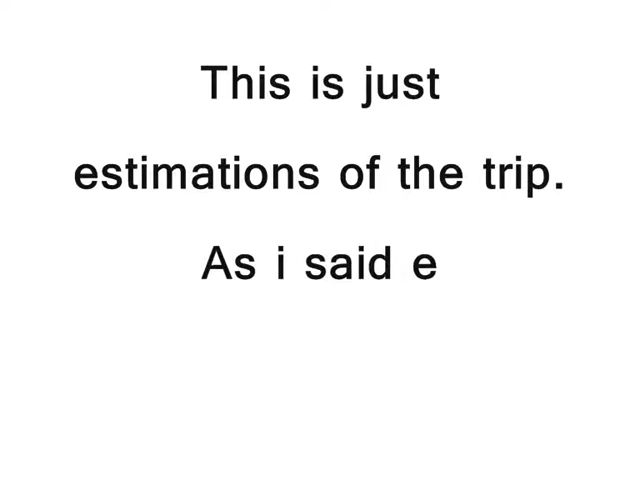 This is just
estimations of the trip.
As i said e